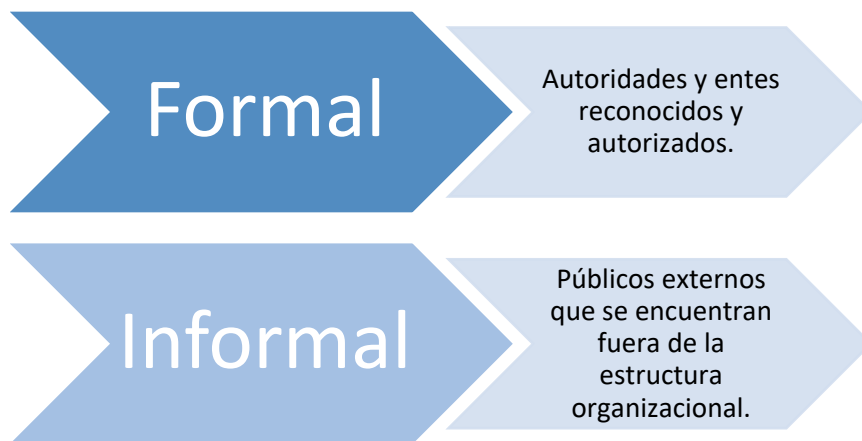 Formal
Autoridades y entes
reconocidos y
autorizados.
Informal
Públicos externos
que se encuentran
fuera de la
estructura
organizacional.